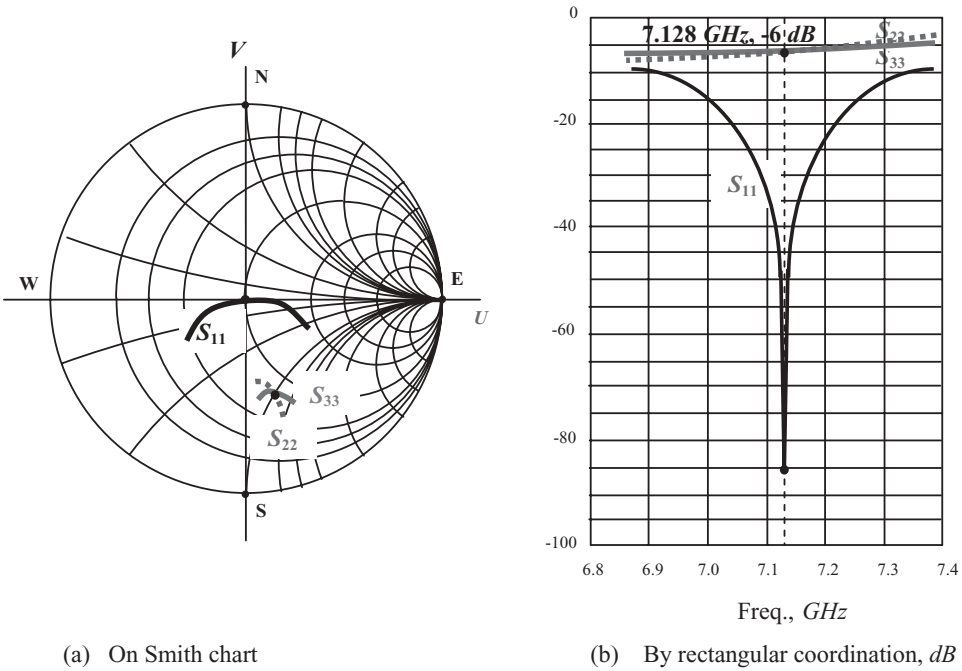 V
N
W
E
U
S
S11
S33
S22
(a) On Smith chart
0
-20
-40
-60
-80
-100
7.128 GHz, -6 dB
S22
S33
S11
6.8 6.9 7.0 7.1 7.2 7.3 7.4
Freq., GHz
(b) By rectangular coordination, dB